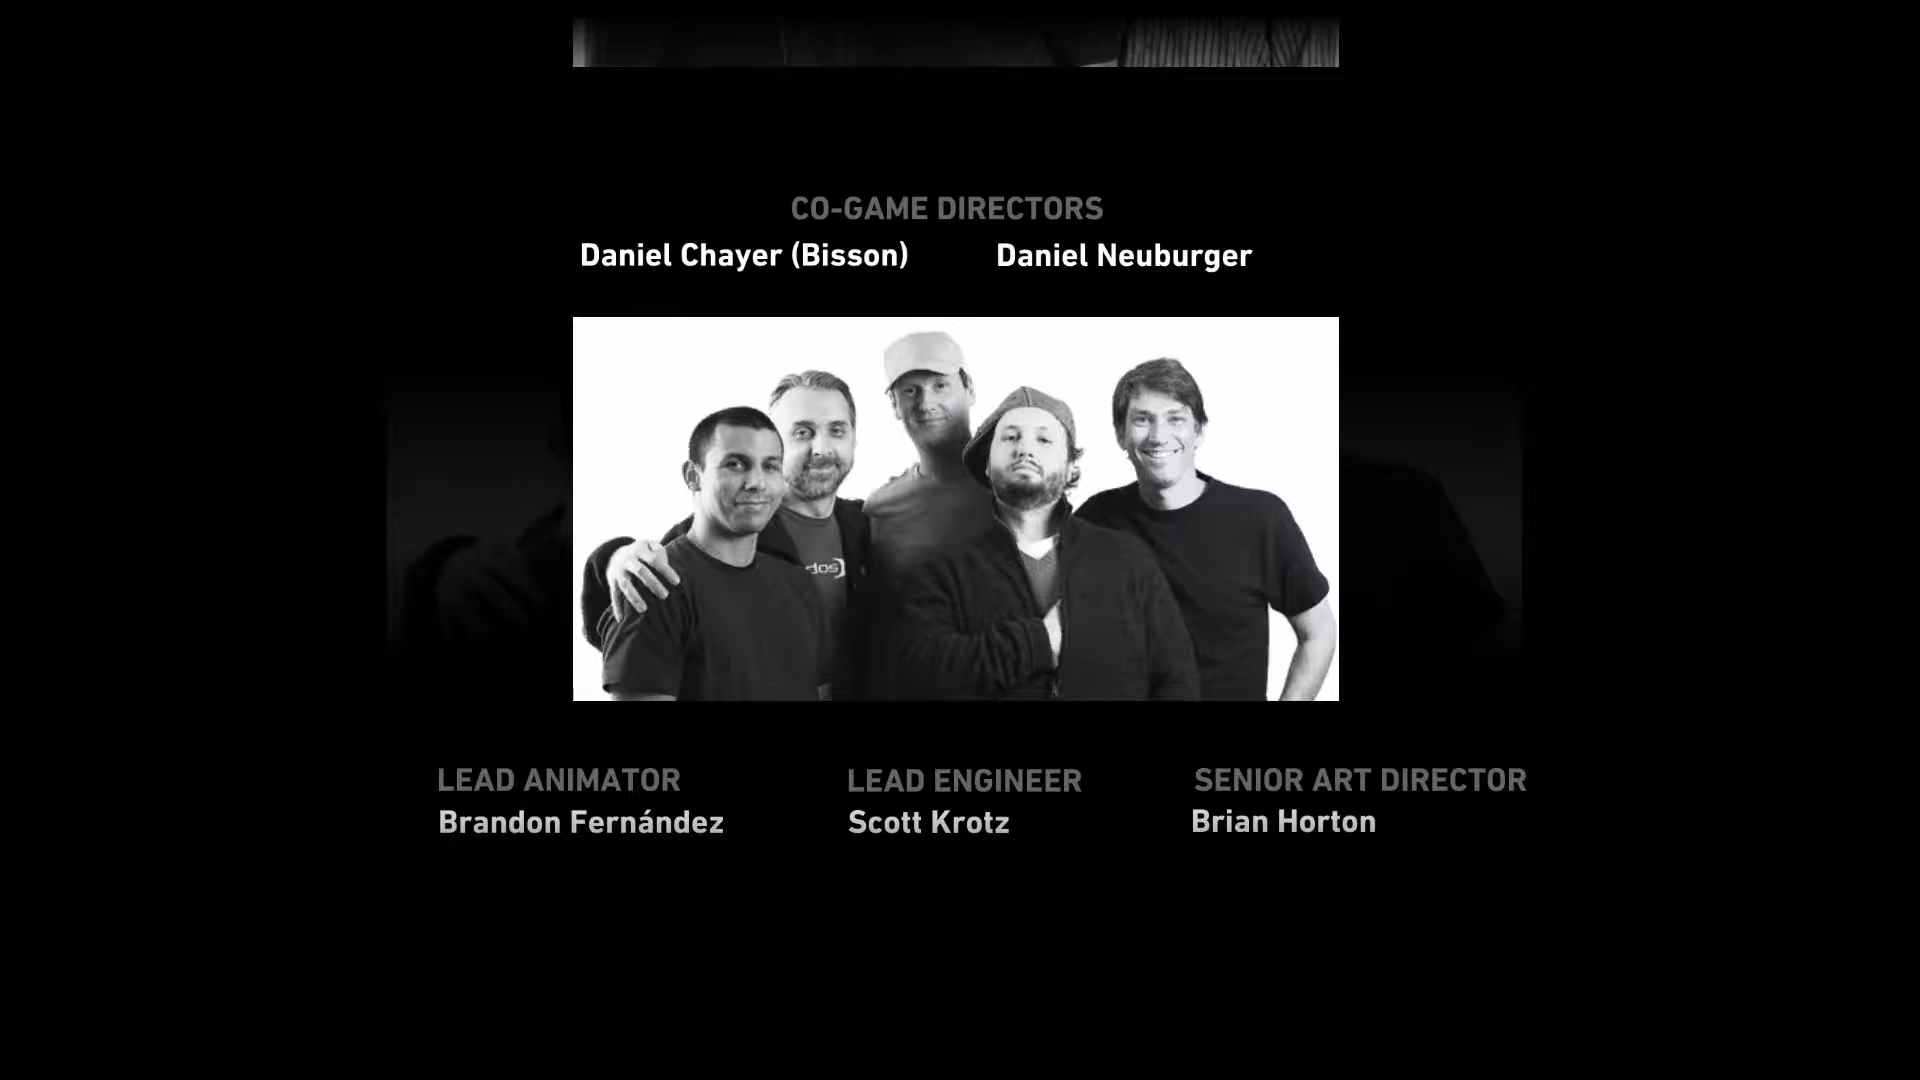 CO-GAME DIRECTORS
Daniel Chayer (Bisson) Daniel Neuburger
dos)
LEAD ANIMATOR LEAD ENGINEER SENIOR ART DIRECTOR
Brandon Fernández Scott Krotz Brian Horton